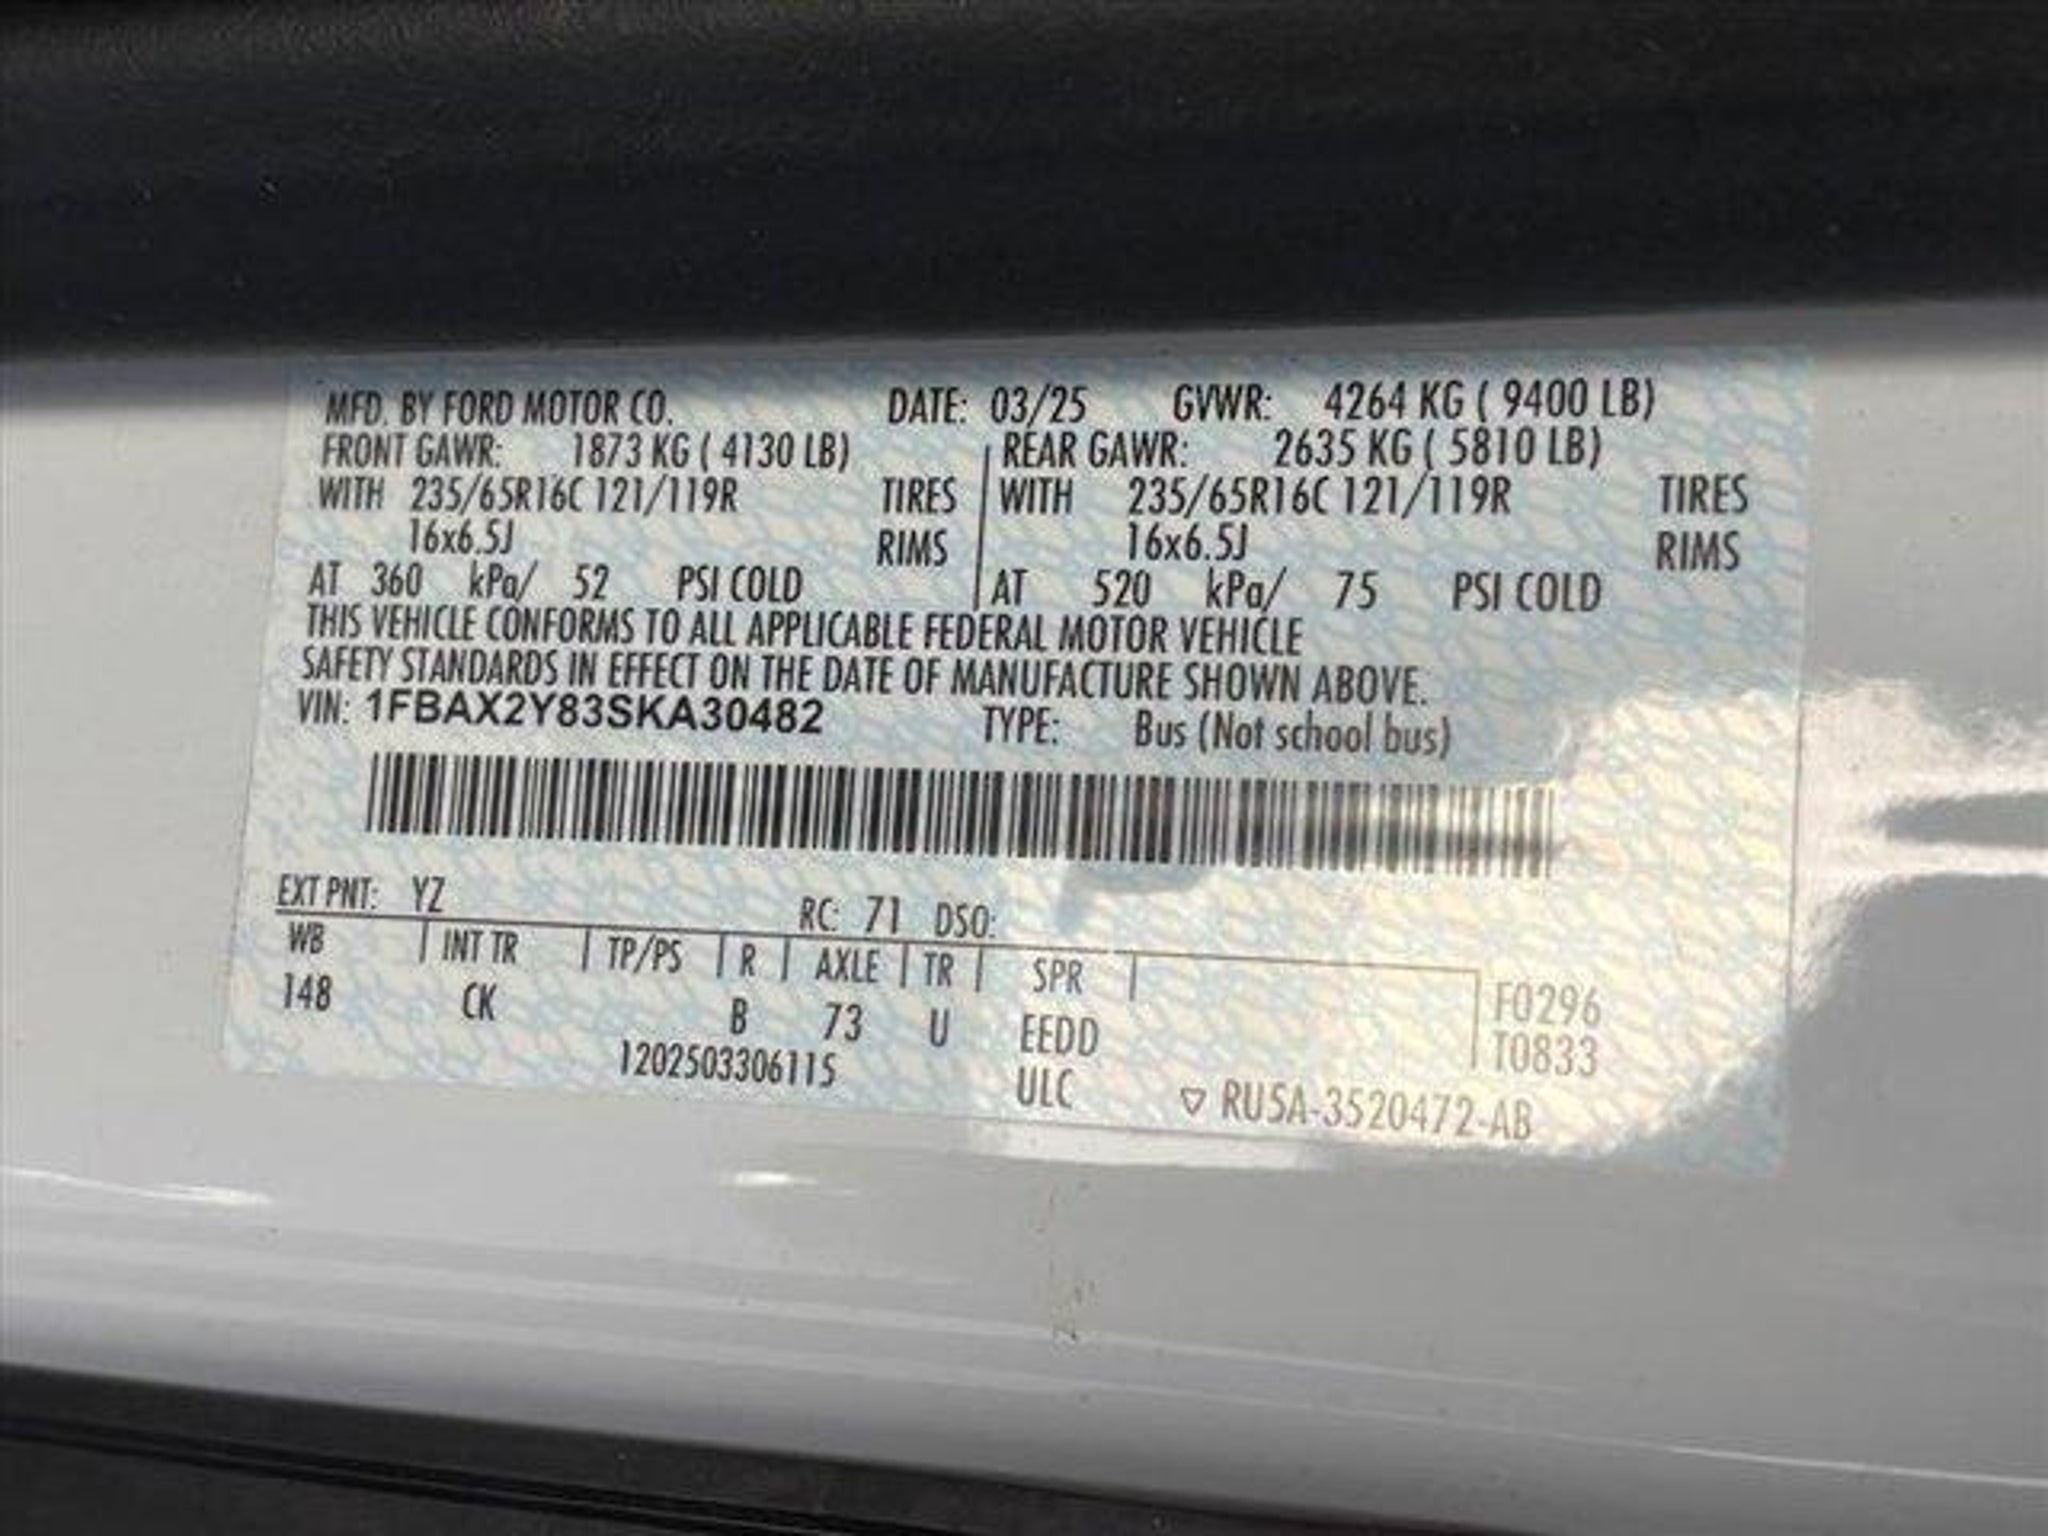 MFD. BY FORD MOTOR CO. DATE: 03/25 GVWR: 4264 KG ( 9400 LB)
FRONT GAWR: 1873 KG ( 4130 LB) REAR GAWR: 2635 KG ( 5810 LB)
WITH 235/65R16C 121/119R TIRES WITH 235/65R16C 121/119R TIRES
16x6.5J RIMS 16x6.5J RIMS
AT 360 kPa/ 52 PSI COLD AT 520 kPa/ 75 PSI COLD
THIS VEHICLE CONFORMS TO ALL APPLICABLE FEDERAL MOTOR VEHICLE
SAFETY STANDARDS IN EFFECT ON THE DATE OF MANUFACTURE SHOWN ABOVE.
VIN: 1FBAX2Y83SKA30482 TYPE: Bus (Not school bus)
EXT PNT: YZ RC: 71 DSO:
WB INT TR TP/PS R AXLE TR SPR F0296
148 CK B 73 U EEDD T0833
1202503306115 ULC ▽ RU5A-3520472-AB